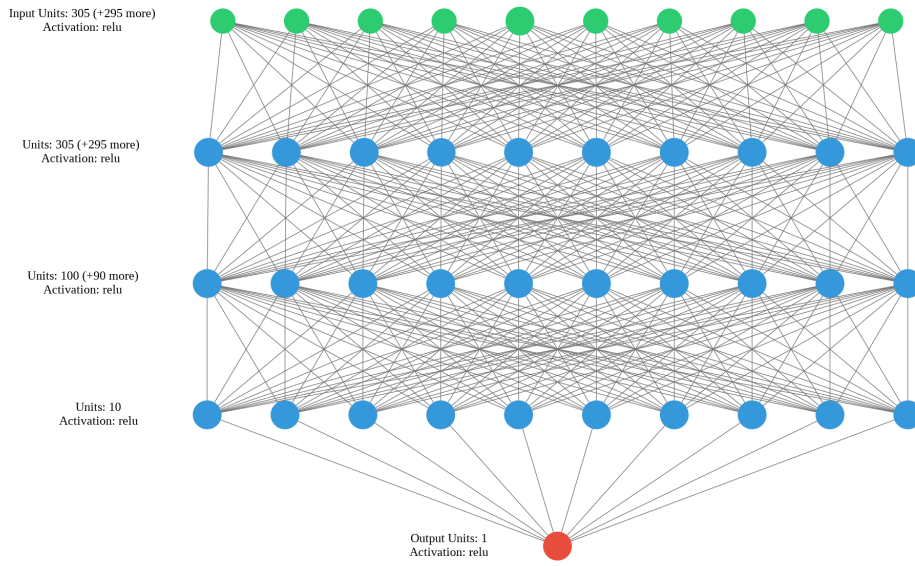 Input Units: 305 (+295 more)
Activation: relu
Units: 305 (+295 more)
Activation: relu
Units: 100 (+90 more)
Activation: relu
Units: 10
Activation: relu
Output Units: 1
Activation: relu